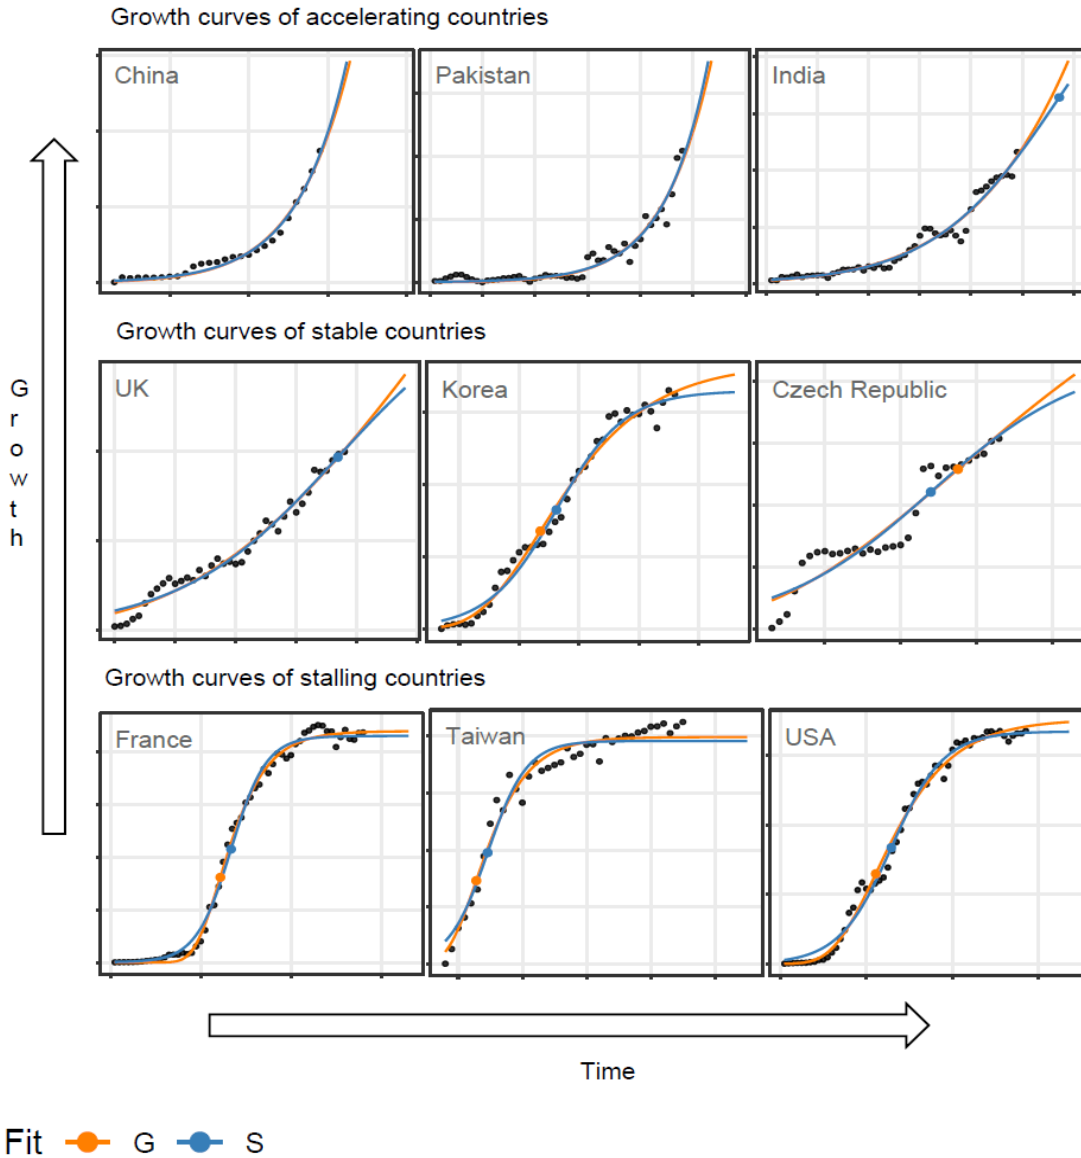 Growth curves of accelerating countries
China
Pakistan
India
Growth curves of stable countries
Growth
UK
Korea
Czech Republic
Growth curves of stalling countries
France
Taiwan
USA
Time
Fit G S